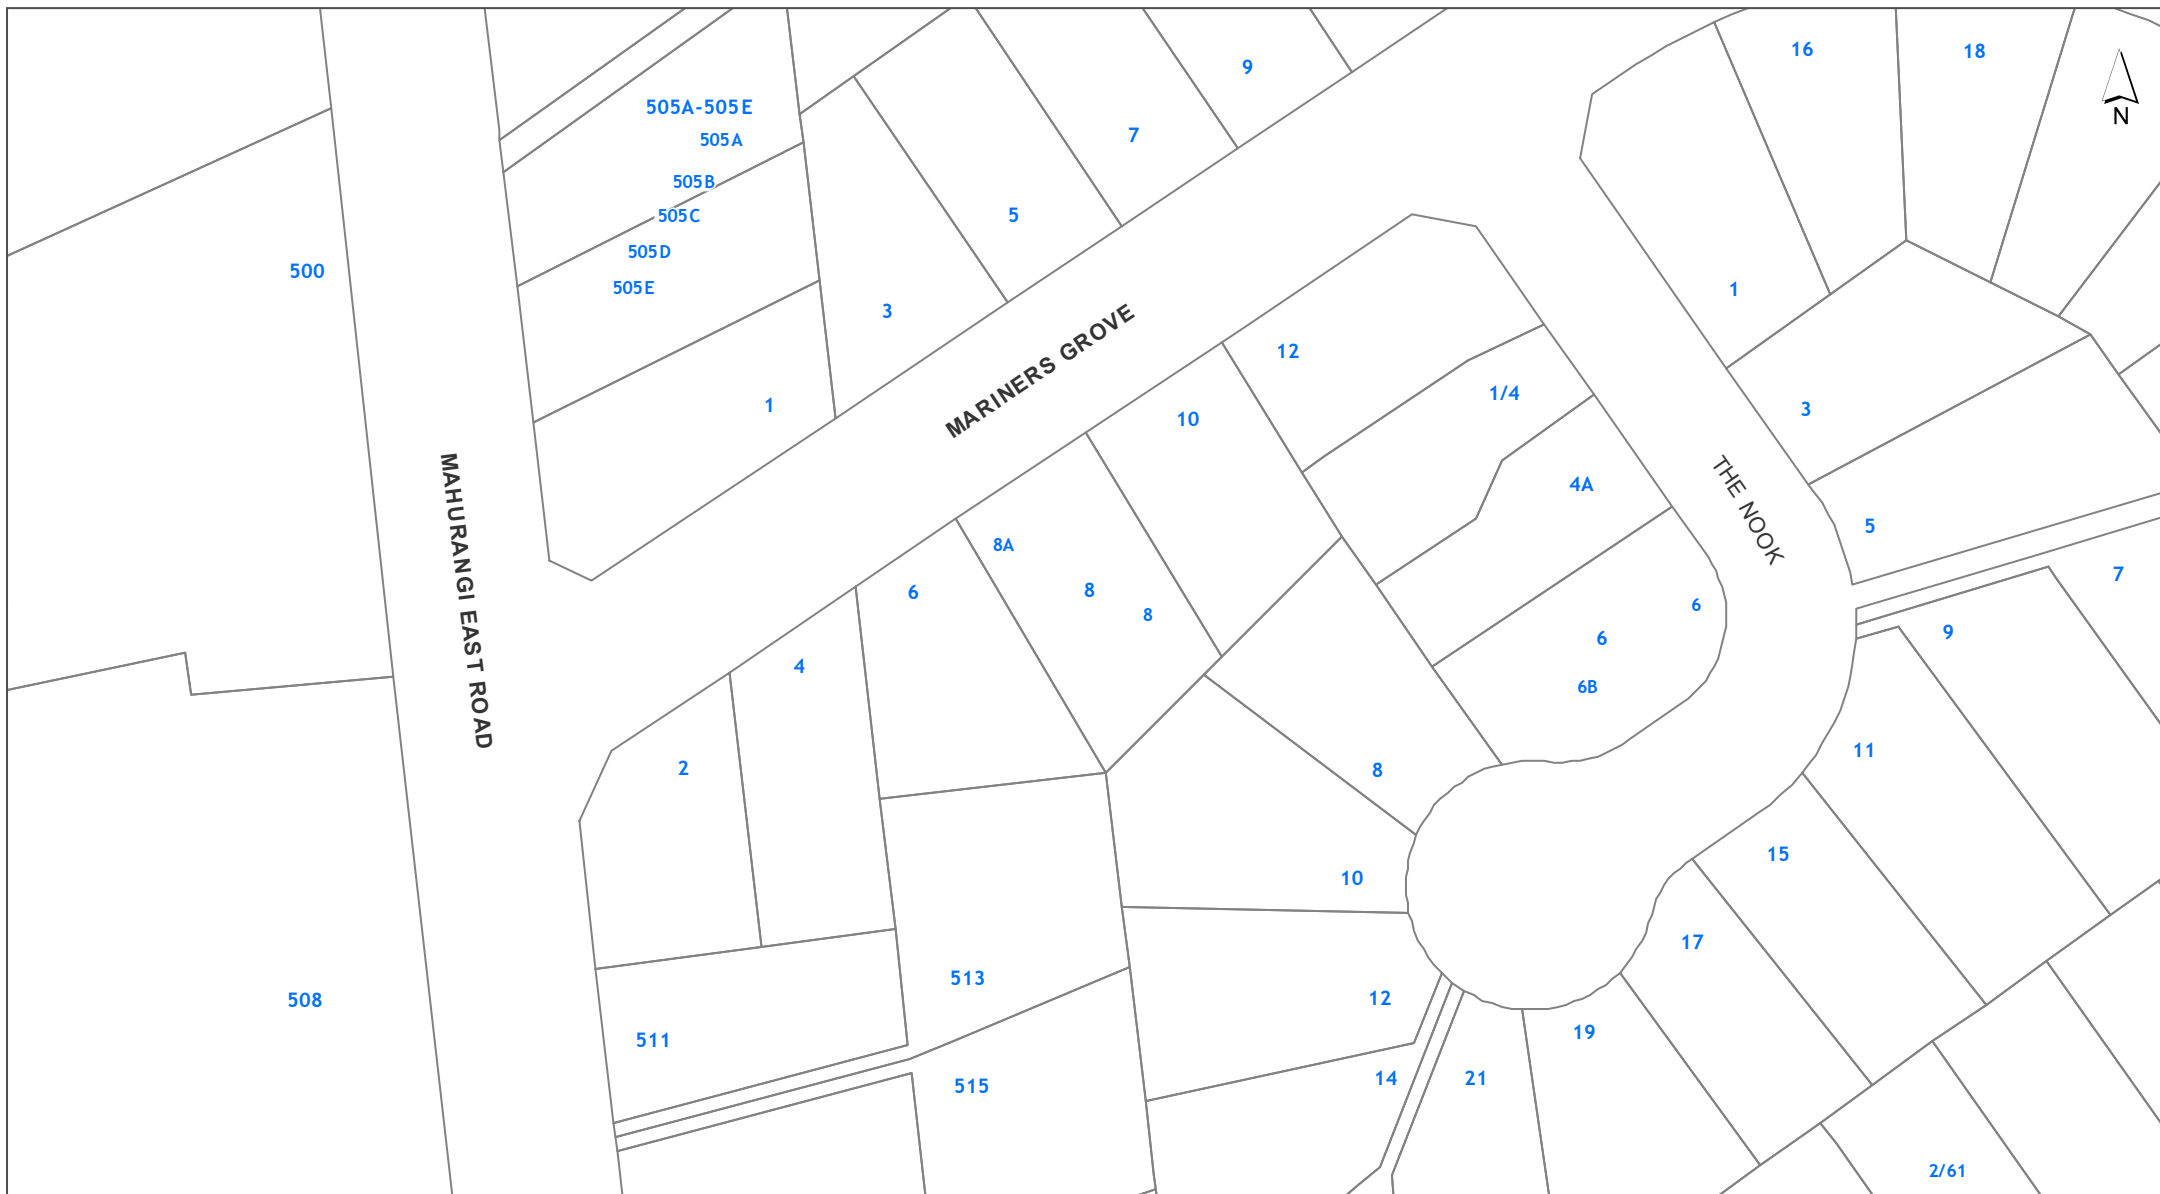 16
18
9
505A-505E
N
7
505A
505B
505C
5
505D
500
505E
1
3
MARINERS GROVE
12
1/4
1
3
10
4A
THE NOOK
5
MAHURANGI EAST ROAD
8A
7
6
8
8
6
9
6
4
6B
11
2
8
15
10
17
513
12
508
19
511
14
21
515
2/61